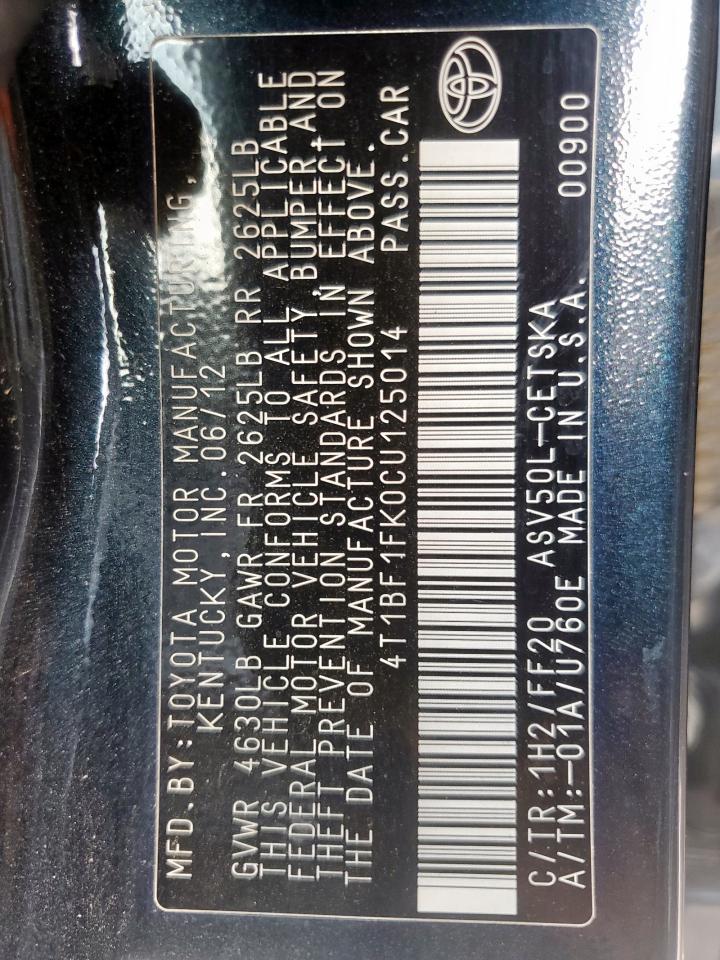 MFD.BY:TOYOTA MOTOR MANUFACTURING,
KENTUCKY,INC.06/12
GVWR 4630LB GAWR FR 2625LB RR 2625LB
THIS VEHICLE CONFORMS TO ALL APPLICABLE
FEDERAL MOTOR VEHICLE SAFETY, BUMPER, AND
THEFT PREVENTION STANDARDS IN EFFECT ON
THE DATE OF MANUFACTURE SHOWN ABOVE.
4T1BF1FK0CU125014 PASS.CAR
C/TR:1H2/FF20 ASV50L-CETSKA
A/TM:-01A/U760E MADE IN U.S.A. 00900